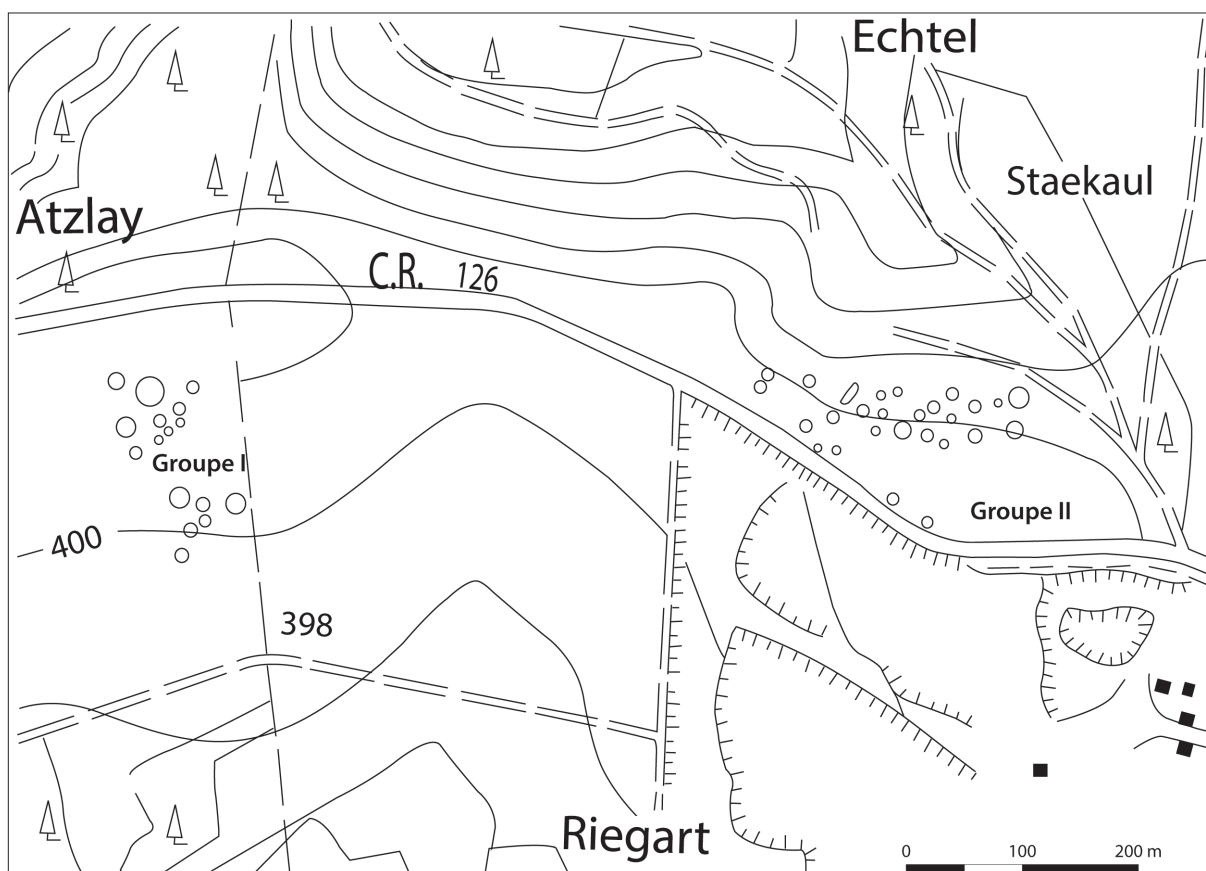 Echtel
Staekaul
Atzlay
C.R. 126
Groupe I
Groupe II
400
398
Riegart
0 100 200 m